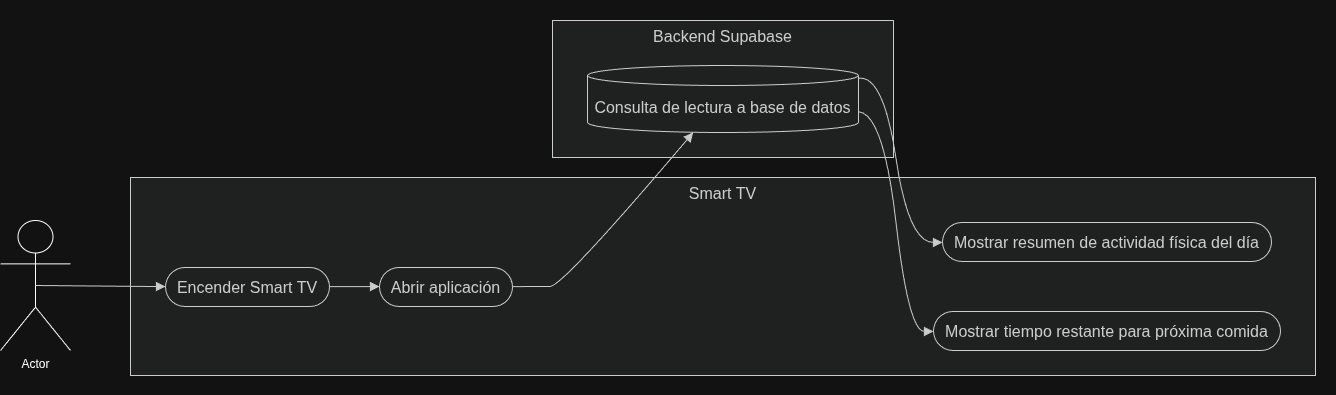 Backend Supabase
Consulta de lectura a base de datos
Smart TV
Mostrar resumen de actividad física del día
Encender Smart TV
Abrir aplicación
Mostrar tiempo restante para próxima comida
Actor